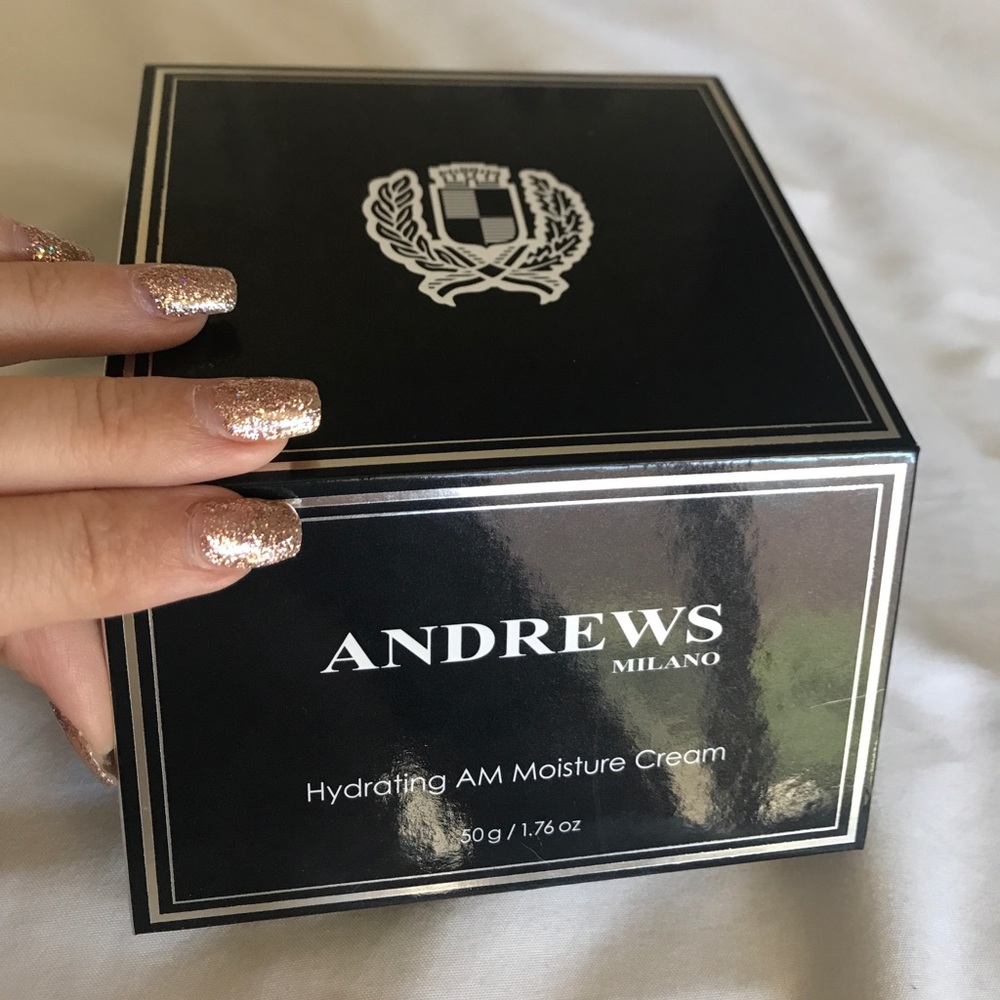 ANDREWS
MILANO
Hydrating AM Moisture Cream
50 g / 1.76 oz